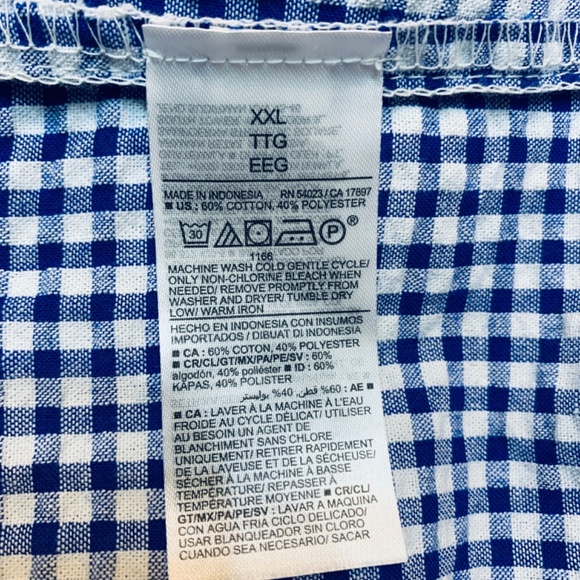 XXL
TTG
EEG
MADE IN INDONESIA RN 54023 / CA 17897
■ US : 60% COTTON, 40% POLYESTER
30 P ®
1166
MACHINE WASH COLD GENTLE CYCLE/
ONLY NON-CHLORINE BLEACH WHEN
NEEDED/ REMOVE PROMPTLY FROM
WASHER AND DRYER/ TUMBLE DRY
LOW/ WARM IRON
HECHO EN INDONESIA CON INSUMOS
IMPORTADOS / DIBUAT DI INDONESIA
■ CA : 60% COTON, 40% POLYESTER
■ CR/CL/GT/MX/PA/PE/SV : 60%
algodón, 40% poliéster ■ ID : 60%
KAPAS, 40% POLISTER
■ AE : 60% قطن, 40% بوليستر
■ CA : LAVER À LA MACHINE À L'EAU
FROIDE AU CYCLE DÉLICAT/ UTILISER
AU BESOIN UN AGENT DE
BLANCHIMENT SANS CHLORE
UNIQUEMENT/ RETIRER RAPIDEMENT
DE LA LAVEUSE ET DE LA SÉCHEUSE/
SÉCHER À LA MACHINE À BASSE
TEMPÉRATURE/ REPASSER À
TEMPÉRATURE MOYENNE ■ CR/CL/
GT/MX/PA/PE/SV : LAVAR A MAQUINA
CON AGUA FRIA CICLO DELICADO/
USAR BLANQUEADOR SIN CLORO
CUANDO SEA NECESARIO/ SACAR